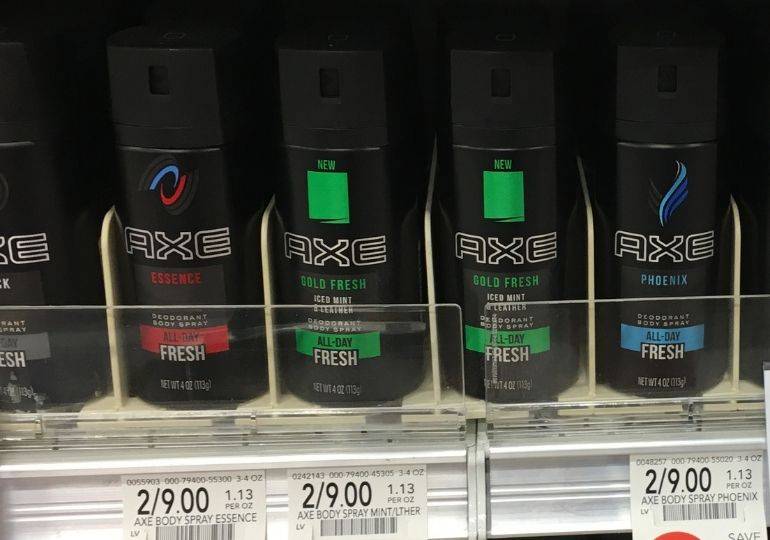 XE
CK
ESH
AXE
ESSENCE
DEODORANT
BODY SPRAY
ALL-DAY
FRESH
NET WT 4 OZ (113g)
NEW
AXE
GOLD FRESH
ICED MINT
& LEATHER
DEODORANT
BODY SPRAY
ALL-DAY
FRESH
NET WT 4 OZ (113g)
NEW
AXE
GOLD FRESH
ICED MINT
& LEATHER
DEODORANT
BODY SPRAY
ALL-DAY
FRESH
NET WT 4 OZ (113g)
AXE
PHOENIX
DEODORANT
BODY SPRAY
ALL-DAY
FRESH
NET WT 4 OZ (113g)
0055903 000-79400-55300 3-4 OZ
2/9.00 1.13
PER OZ
AXE BODY SPRAY ESSENCE
LV
0242143 000-79400-45305 3-4 OZ
2/9.00 1.13
PER OZ
AXE BODY SPRAY MINT/LTHER
LV
0048257 000-79400-55020 3.4 OZ
2/9.00 1.13
PER OZ
AXE BODY SPRAY PHOENIX
LV
SAVE